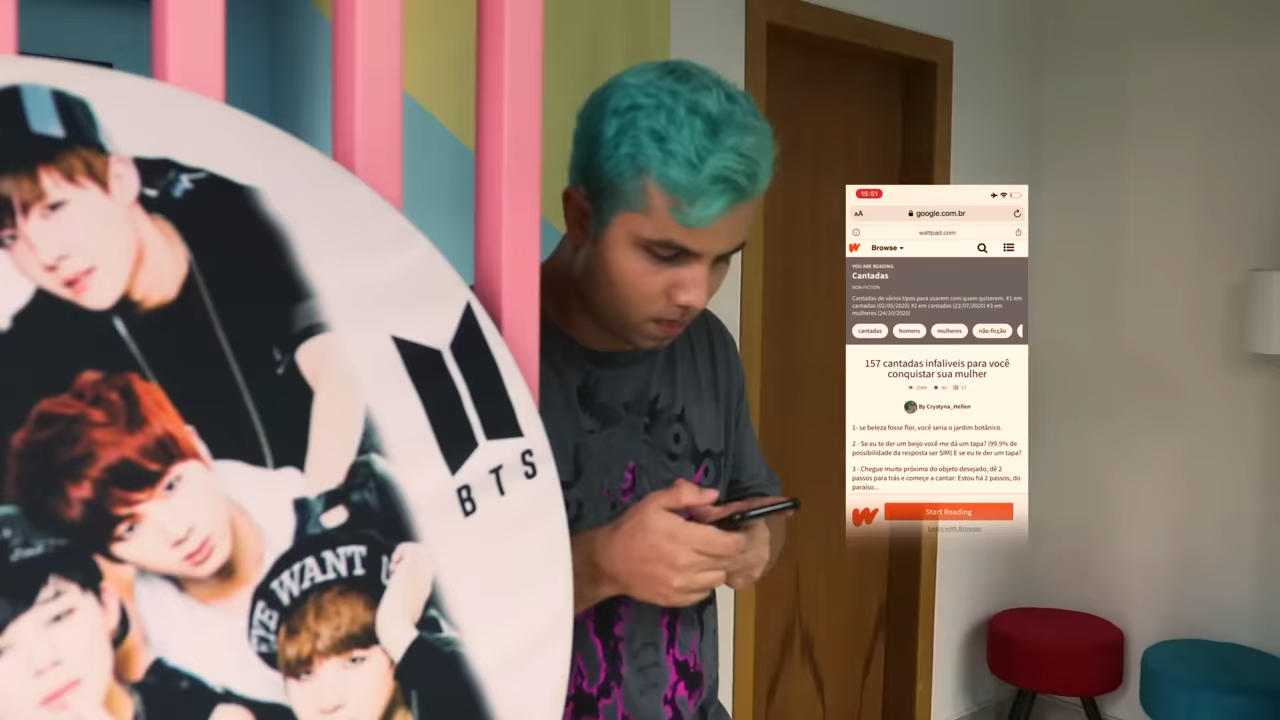 BTS
WE WANT
15:51
AA
google.com.br
wattpad.com
Browse
YOU ARE READING
Cantadas
NON-FICTION
Cantadas de vários tipos para usarem com quem quiserem. #1 em
cantadas (02/05/2020) #2 em cantadas (23/07/2020) #3 em
mulheres (24/10/2020)
cantadas
homens
mulheres
não-ficção
157 cantadas infalíveis para você
conquistar sua mulher
17
By Crystyna_Hellen
1- se beleza fosse flor, você seria o jardim botânico.
2 - Se eu te der um beijo você me dá um tapa? (99.9% de
possibilidade da resposta ser SIM) E se eu te der um tapa?
3 - Chegue muito próximo do objeto desejado, dê 2
passos para trás e começe a cantar: Estou há 2 passos, do
paraíso...
Start Reading